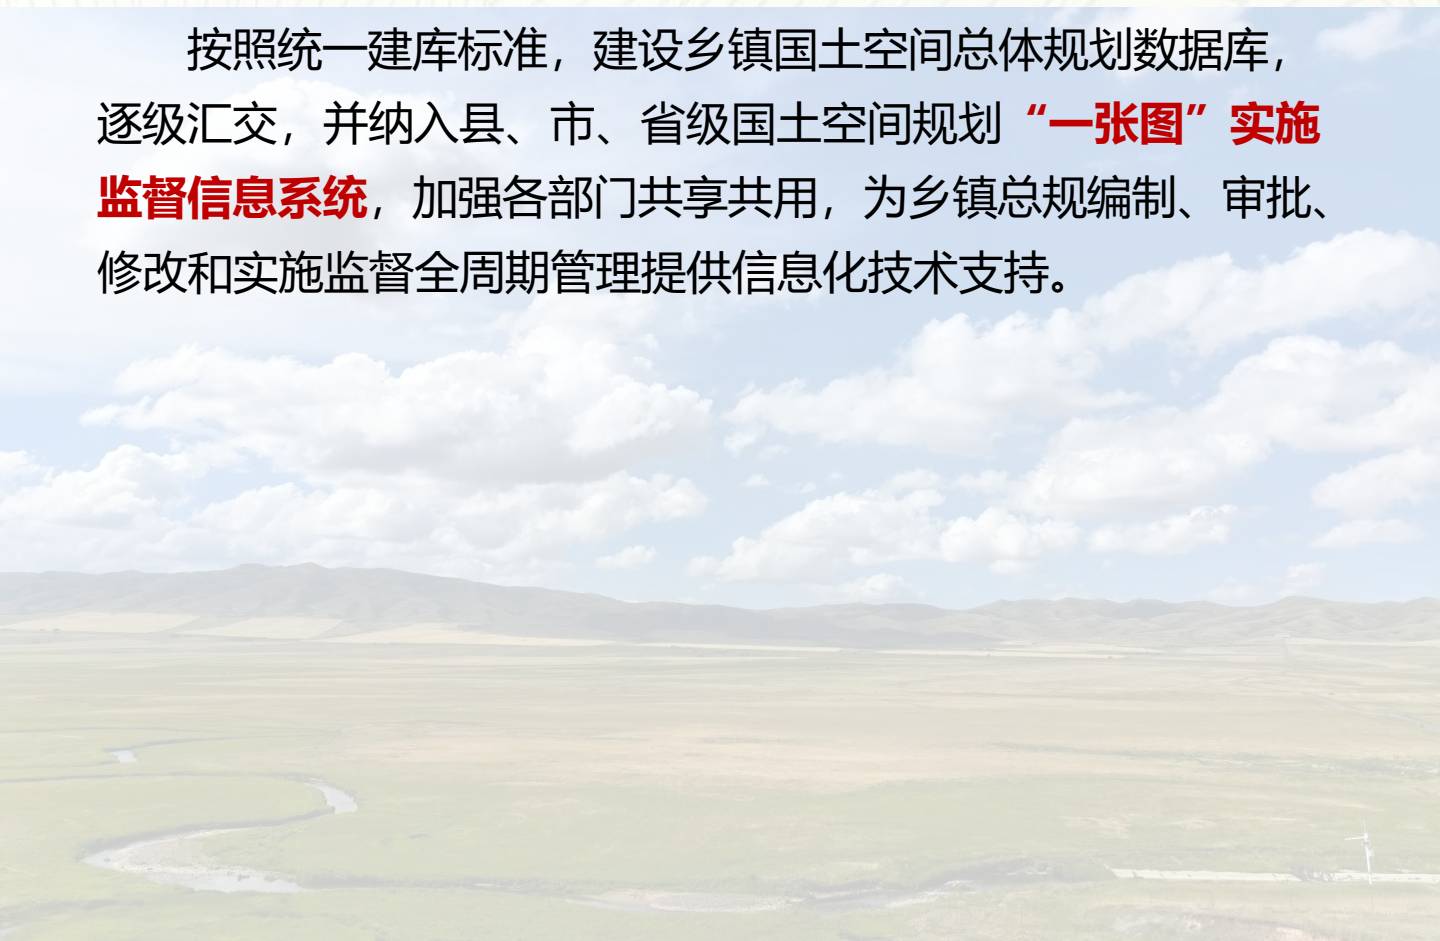 按照统一建库标准，建设乡镇国土空间总体规划数据库，
逐级汇交，并纳入县、市、省级国土空间规划“一张图”实施
监督信息系统，加强各部门共享共用，为乡镇总规编制、审批、
修改和实施监督全周期管理提供信息化技术支持。